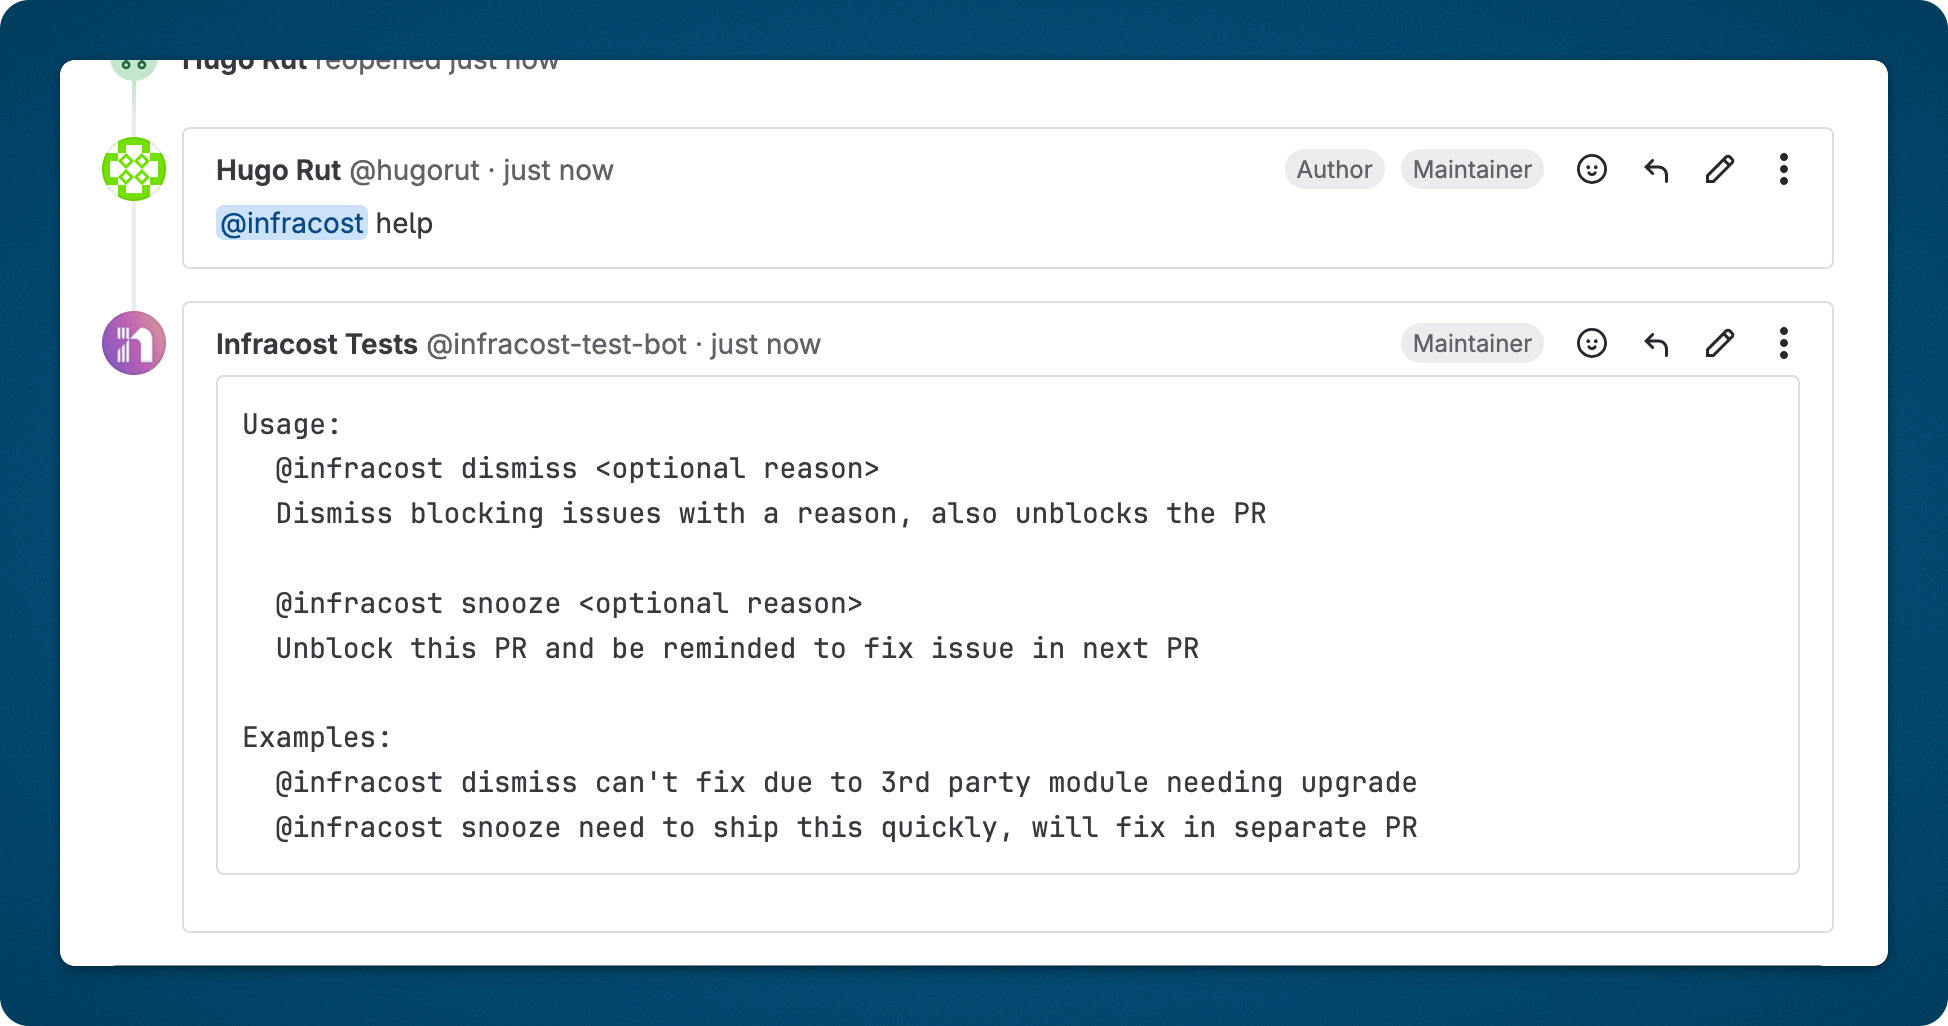 Hugo Rut reopened just now
Hugo Rut @hugorut · just now
Author
Maintainer
@infracost help
Infracost Tests @infracost-test-bot · just now
Maintainer
Usage:
@infracost dismiss <optional reason>
Dismiss blocking issues with a reason, also unblocks the PR
@infracost snooze <optional reason>
Unblock this PR and be reminded to fix issue in next PR
Examples:
@infracost dismiss can't fix due to 3rd party module needing upgrade
@infracost snooze need to ship this quickly, will fix in separate PR